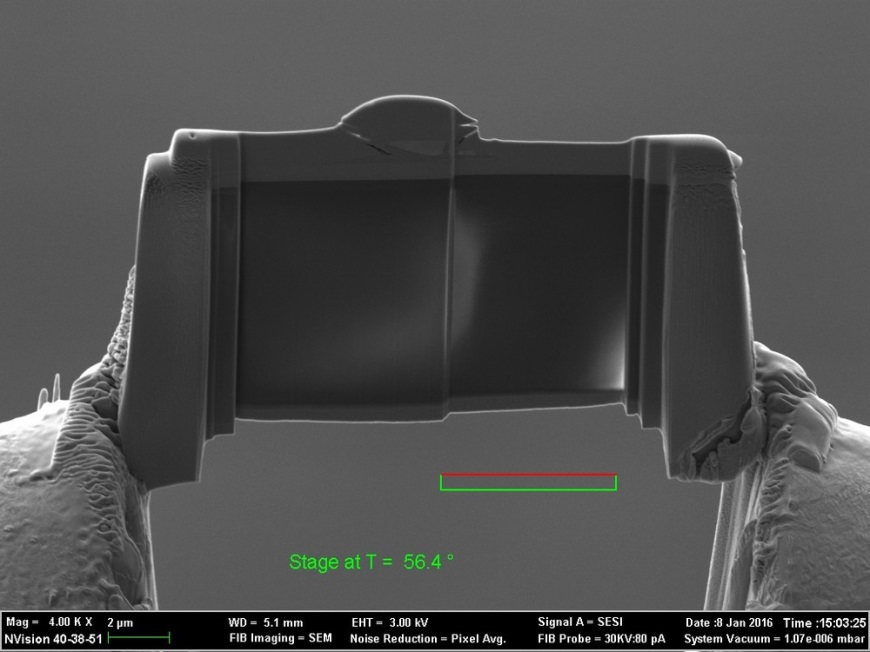 Stage at T = 56.4 °
Mag = 4.00 K X 2 µm WD = 5.1 mm EHT = 3.00 kV Signal A = SESI Date :8 Jan 2016 Time :15:03:25
NVision 40-38-51 FIB Imaging = SEM Noise Reduction = Pixel Avg. FIB Probe = 30KV:80 pA System Vacuum = 1.07e-006 mbar